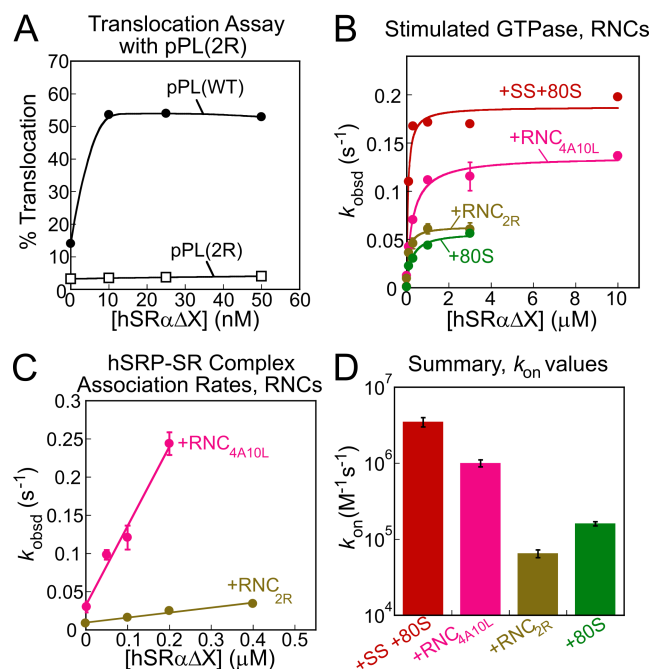 A
Translocation Assay
with pPL(2R)
% Translocation
70
60
50
40
30
20
10
0
pPL(WT)
pPL(2R)
0 10 20 30 40 50 60
[hSRαΔX] (nM)
B
Stimulated GTPase, RNCs
k_obsd (s⁻¹)
0.2
0.15
0.1
0.05
0
+SS+80S
+RNC₄A₁₀L
+RNC₂R
+80S
0 2 4 6 8 10
[hSRαΔX] (μM)
C
hSRP-SR Complex
Association Rates, RNCs
k_obsd (s⁻¹)
0.3
0.25
0.2
0.15
0.1
0.05
0
+RNC₄A₁₀L
+RNC₂R
0 0.1 0.2 0.3 0.4 0.5
[hSRαΔX] (μM)
D
Summary, k_on values
k_on (M⁻¹s⁻¹)
10⁷
10⁶
10⁵
10⁴
+SS +80S
+RNC₄A₁₀L
+RNC₂R
+80S